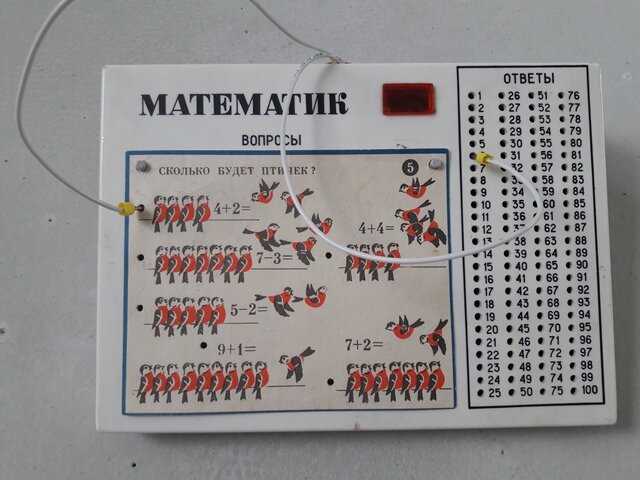 МАТЕМАТИК
ВОПРОСЫ
СКОЛЬКО БУДЕТ ПТИЧЕК?
5
4+2=
4+4=
7−3=
5−2=
9+1=
7+2=
ОТВЕТЫ
1 26 51 76
2 27 52 77
3 28 53 78
4 29 54 79
5 30 55 80
31 56 81
7 32 57 82
8 33 58 83
9 34 59 84
10 35 60 85
11 36 61 86
12 37 62 87
13 38 63 88
14 39 64 89
15 40 65 90
16 41 66 91
17 42 67 92
18 43 68 93
19 44 69 94
20 45 70 95
21 46 71 96
22 47 72 97
23 48 73 98
24 49 74 99
25 50 75 100